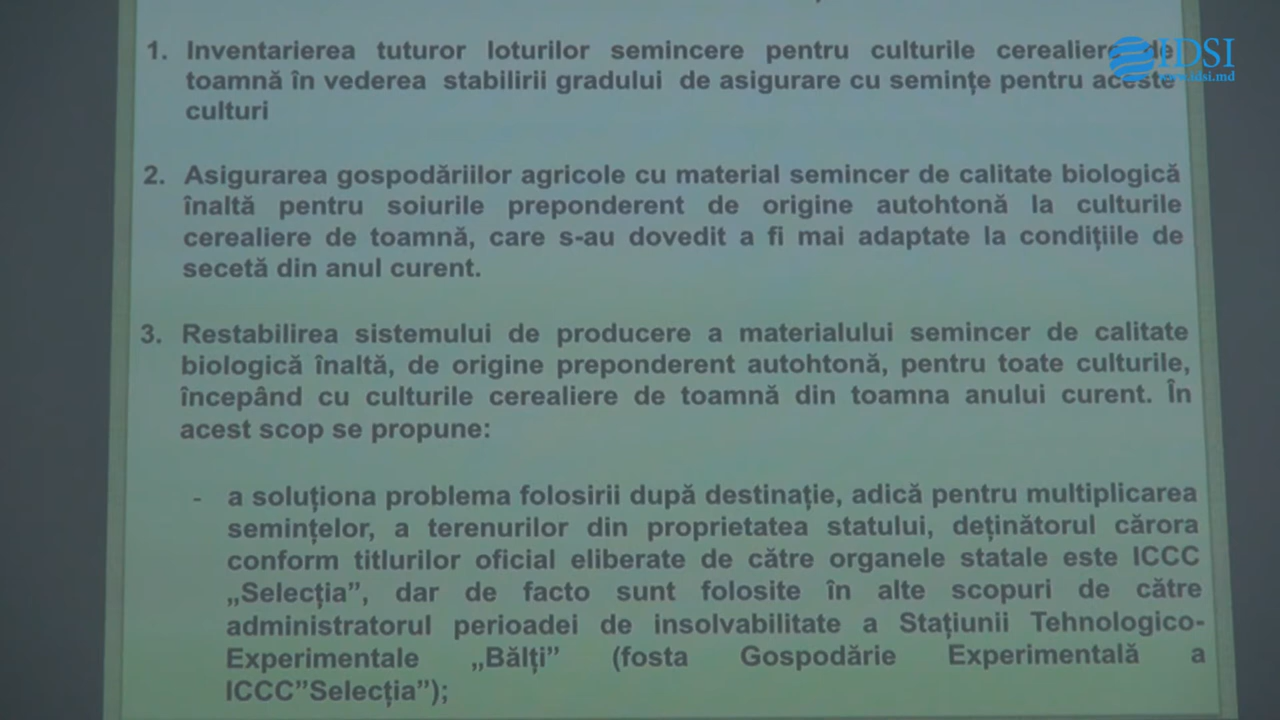 1. Inventarierea tuturor loturilor semincere pentru culturile cerealiere de
toamnă în vederea stabilirii gradului de asigurare cu semințe pentru aceste
culturi
2. Asigurarea gospodăriilor agricole cu material semincer de calitate biologică
înaltă pentru soiurile preponderent de origine autohtonă la culturile
cerealiere de toamnă, care s-au dovedit a fi mai adaptate la condițiile de
secetă din anul curent.
3. Restabilirea sistemului de producere a materialului semincer de calitate
biologică înaltă, de origine preponderent autohtonă, pentru toate culturile,
începând cu culturile cerealiere de toamnă din toamna anului curent. În
acest scop se propune:
- a soluționa problema folosirii după destinație, adică pentru multiplicarea
semințelor, a terenurilor din proprietatea statului, deținătorul cărora
conform titlurilor oficial eliberate de către organele statale este ICCC
„Selecția”, dar de facto sunt folosite în alte scopuri de către
administratorul perioadei de insolvabilitate a Stațiunii Tehnologico-
Experimentale „Bălți” (fosta Gospodărie Experimentală a
ICCC”Selecția”);
IDSI
www.idsi.md